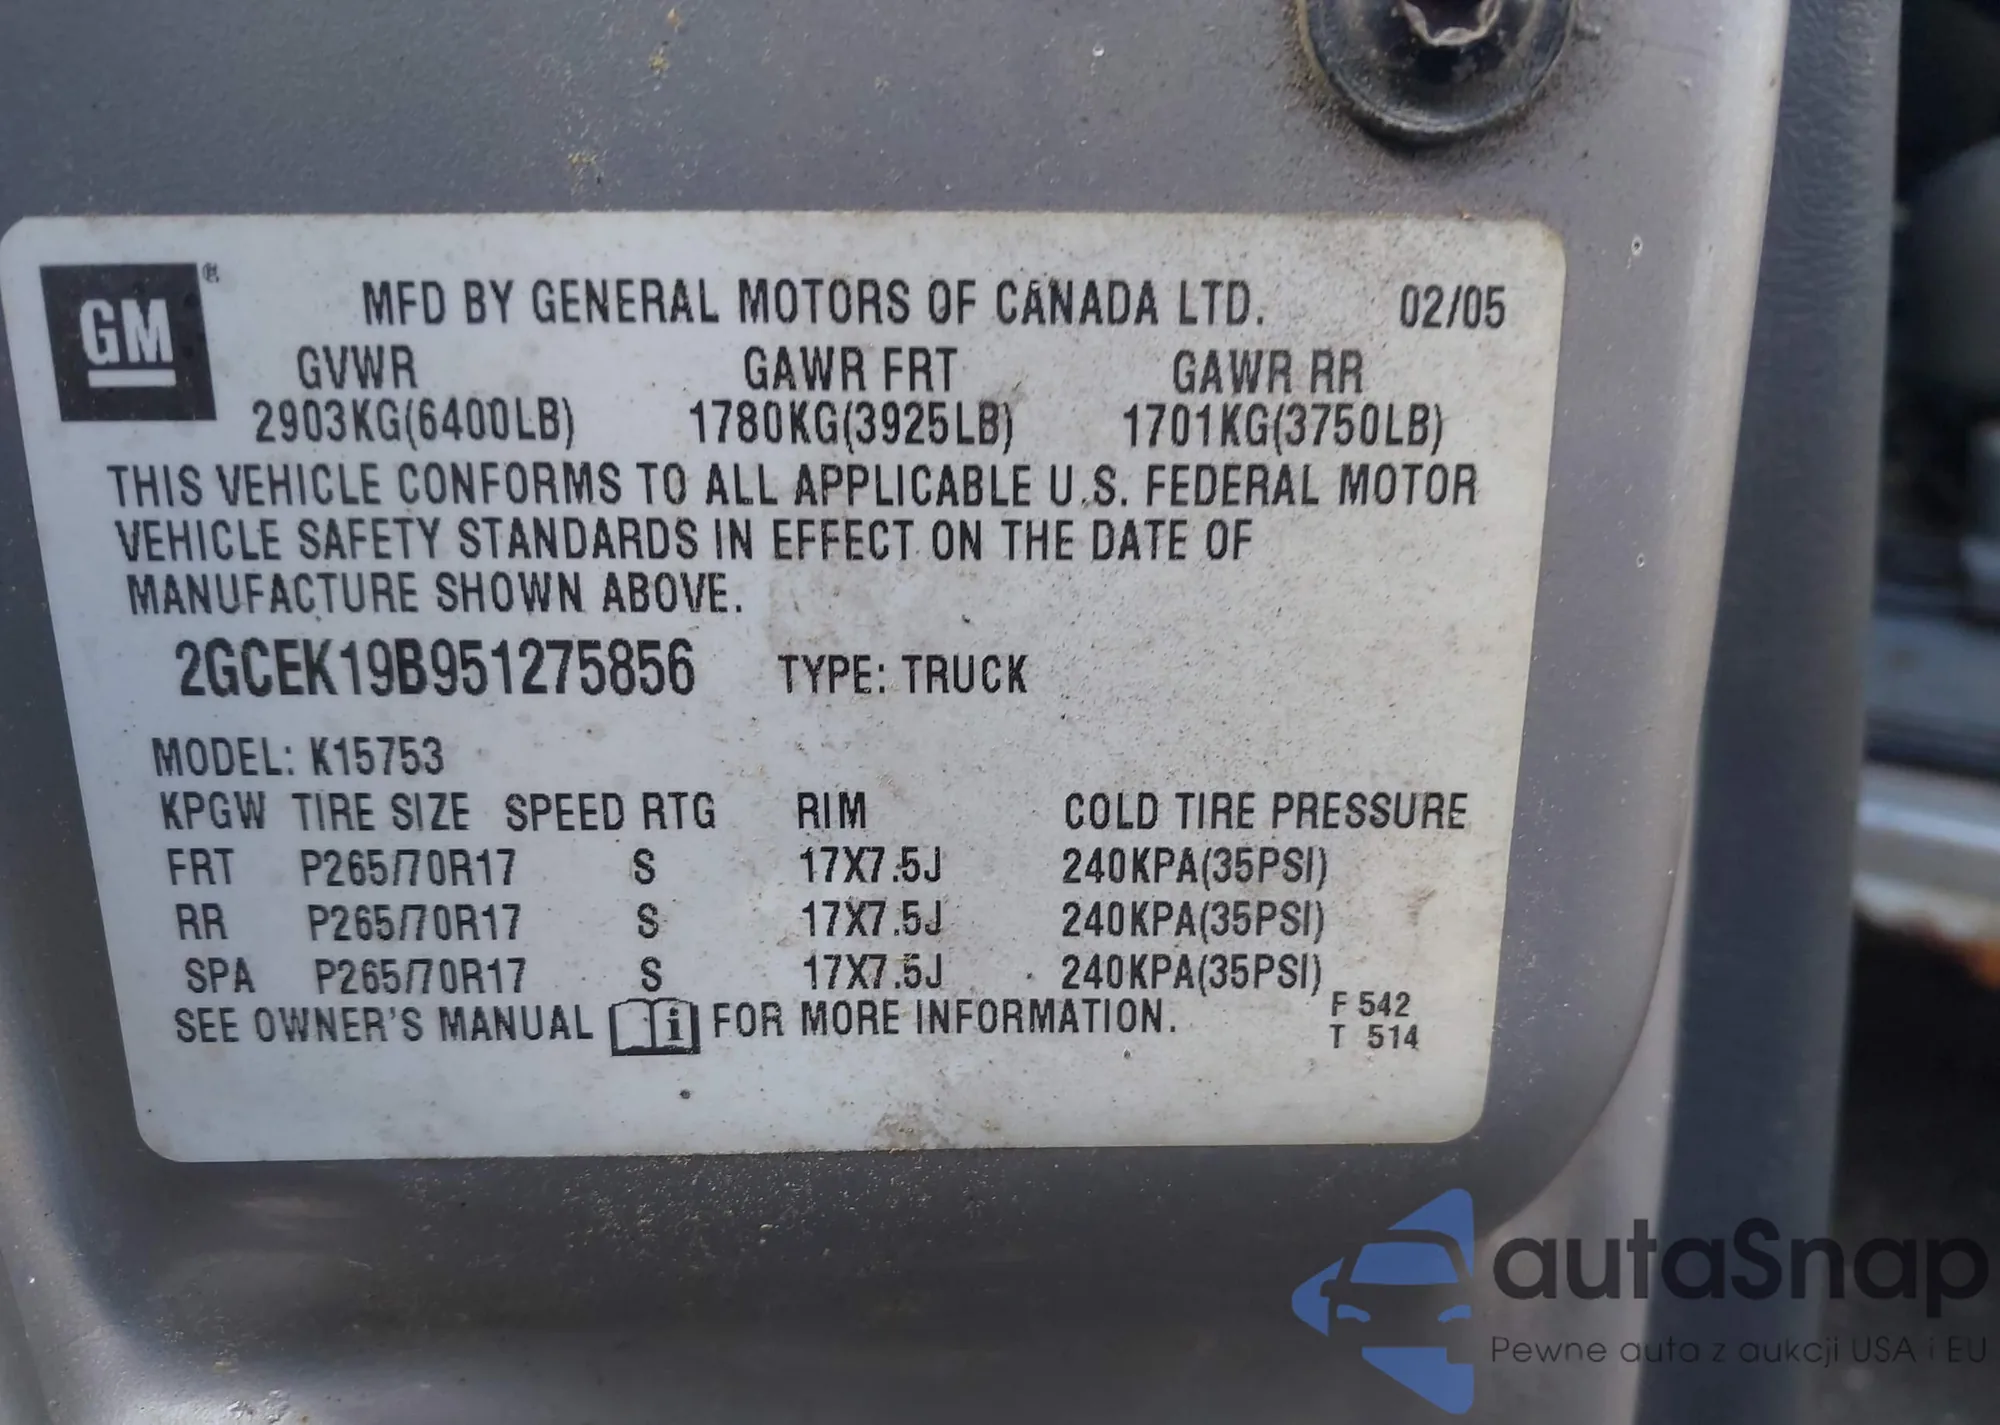 GM®
MFD BY GENERAL MOTORS OF CANADA LTD. 02/05
GVWR GAWR FRT GAWR RR
2903KG(6400LB) 1780KG(3925LB) 1701KG(3750LB)
THIS VEHICLE CONFORMS TO ALL APPLICABLE U.S. FEDERAL MOTOR
VEHICLE SAFETY STANDARDS IN EFFECT ON THE DATE OF
MANUFACTURE SHOWN ABOVE.
2GCEK19B951275856 TYPE: TRUCK
MODEL: K15753
KPGW TIRE SIZE SPEED RTG RIM COLD TIRE PRESSURE
FRT P265/70R17 S 17X7.5J 240KPA(35PSI)
RR P265/70R17 S 17X7.5J 240KPA(35PSI)
SPA P265/70R17 S 17X7.5J 240KPA(35PSI)
SEE OWNER'S MANUAL i FOR MORE INFORMATION.
F 542
T 514
autaSnap
Pewne auta z aukcji USA i EU